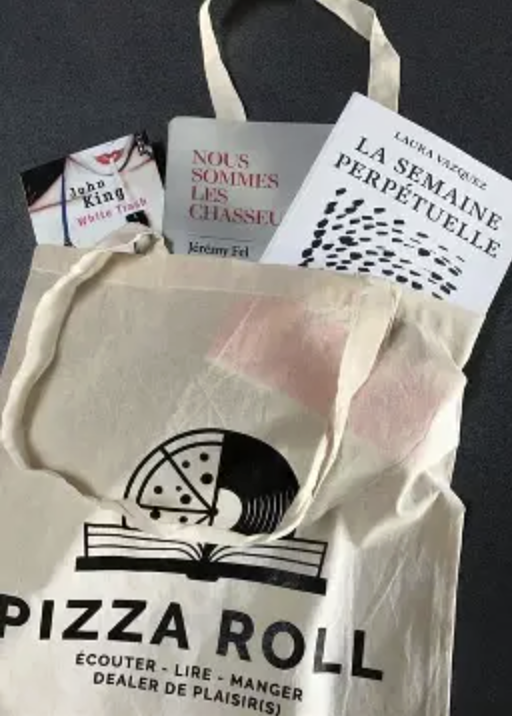 John
King
White Trash
NOUS
SOMMES
LES
CHASSEU
Jérémy Fel
LAURA VAZQUEZ
LA SEMAINE
PERPÉTUELLE
PIZZA ROLL
ÉCOUTER - LIRE - MANGER
DEALER DE PLAISIR(S)